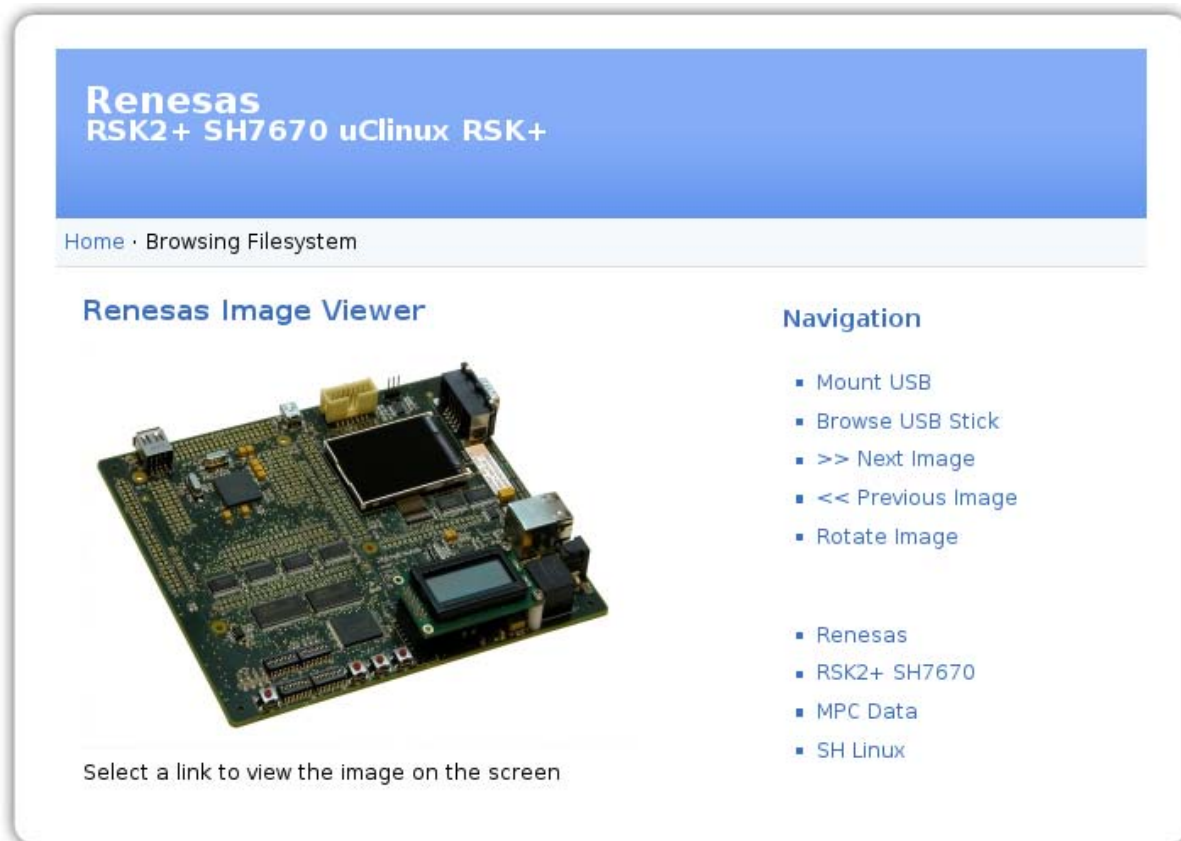 Renesas
RSK2+ SH7670 uClinux RSK+
Home · Browsing Filesystem
Renesas Image Viewer
Select a link to view the image on the screen
Navigation
Mount USB
Browse USB Stick
>> Next Image
<< Previous Image
Rotate Image
Renesas
RSK2+ SH7670
MPC Data
SH Linux